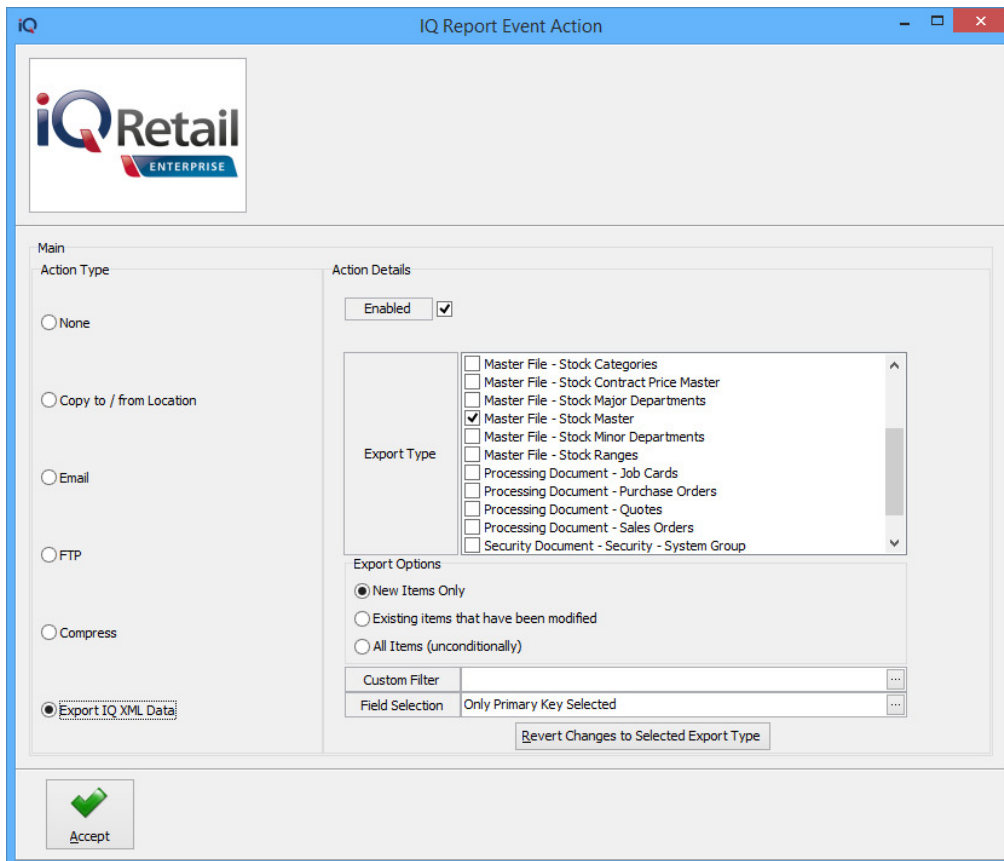 iQ
IQ Report Event Action
iQ Retail
ENTERPRISE
Main
Action Type
None
Copy to / from Location
Email
FTP
Compress
Export IQ XML Data
Action Details
Enabled
Export Type
Master File - Stock Categories
Master File - Stock Contract Price Master
Master File - Stock Major Departments
Master File - Stock Master
Master File - Stock Minor Departments
Master File - Stock Ranges
Processing Document - Job Cards
Processing Document - Purchase Orders
Processing Document - Quotes
Processing Document - Sales Orders
Security Document - Security - System Group
Export Options
New Items Only
Existing items that have been modified
All Items (unconditionally)
Custom Filter ...
Field Selection Only Primary Key Selected ...
Revert Changes to Selected Export Type
Accept